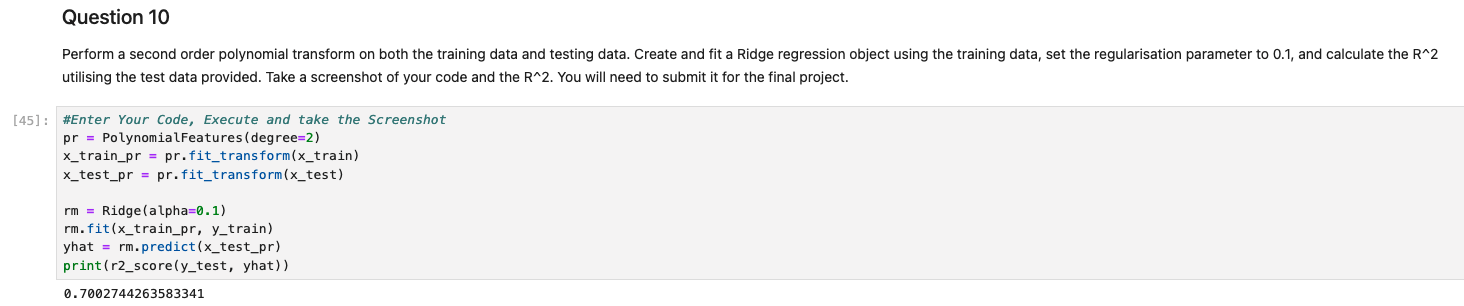 Question 10
Perform a second order polynomial transform on both the training data and testing data. Create and fit a Ridge regression object using the training data, set the regularisation parameter to 0.1, and calculate the R^2
utilising the test data provided. Take a screenshot of your code and the R^2. You will need to submit it for the final project.
[45]: #Enter Your Code, Execute and take the Screenshot
pr = PolynomialFeatures(degree=2)
x_train_pr = pr.fit_transform(x_train)
x_test_pr = pr.fit_transform(x_test)
rm = Ridge(alpha=0.1)
rm.fit(x_train_pr, y_train)
yhat = rm.predict(x_test_pr)
print(r2_score(y_test, yhat))
0.7002744263583341